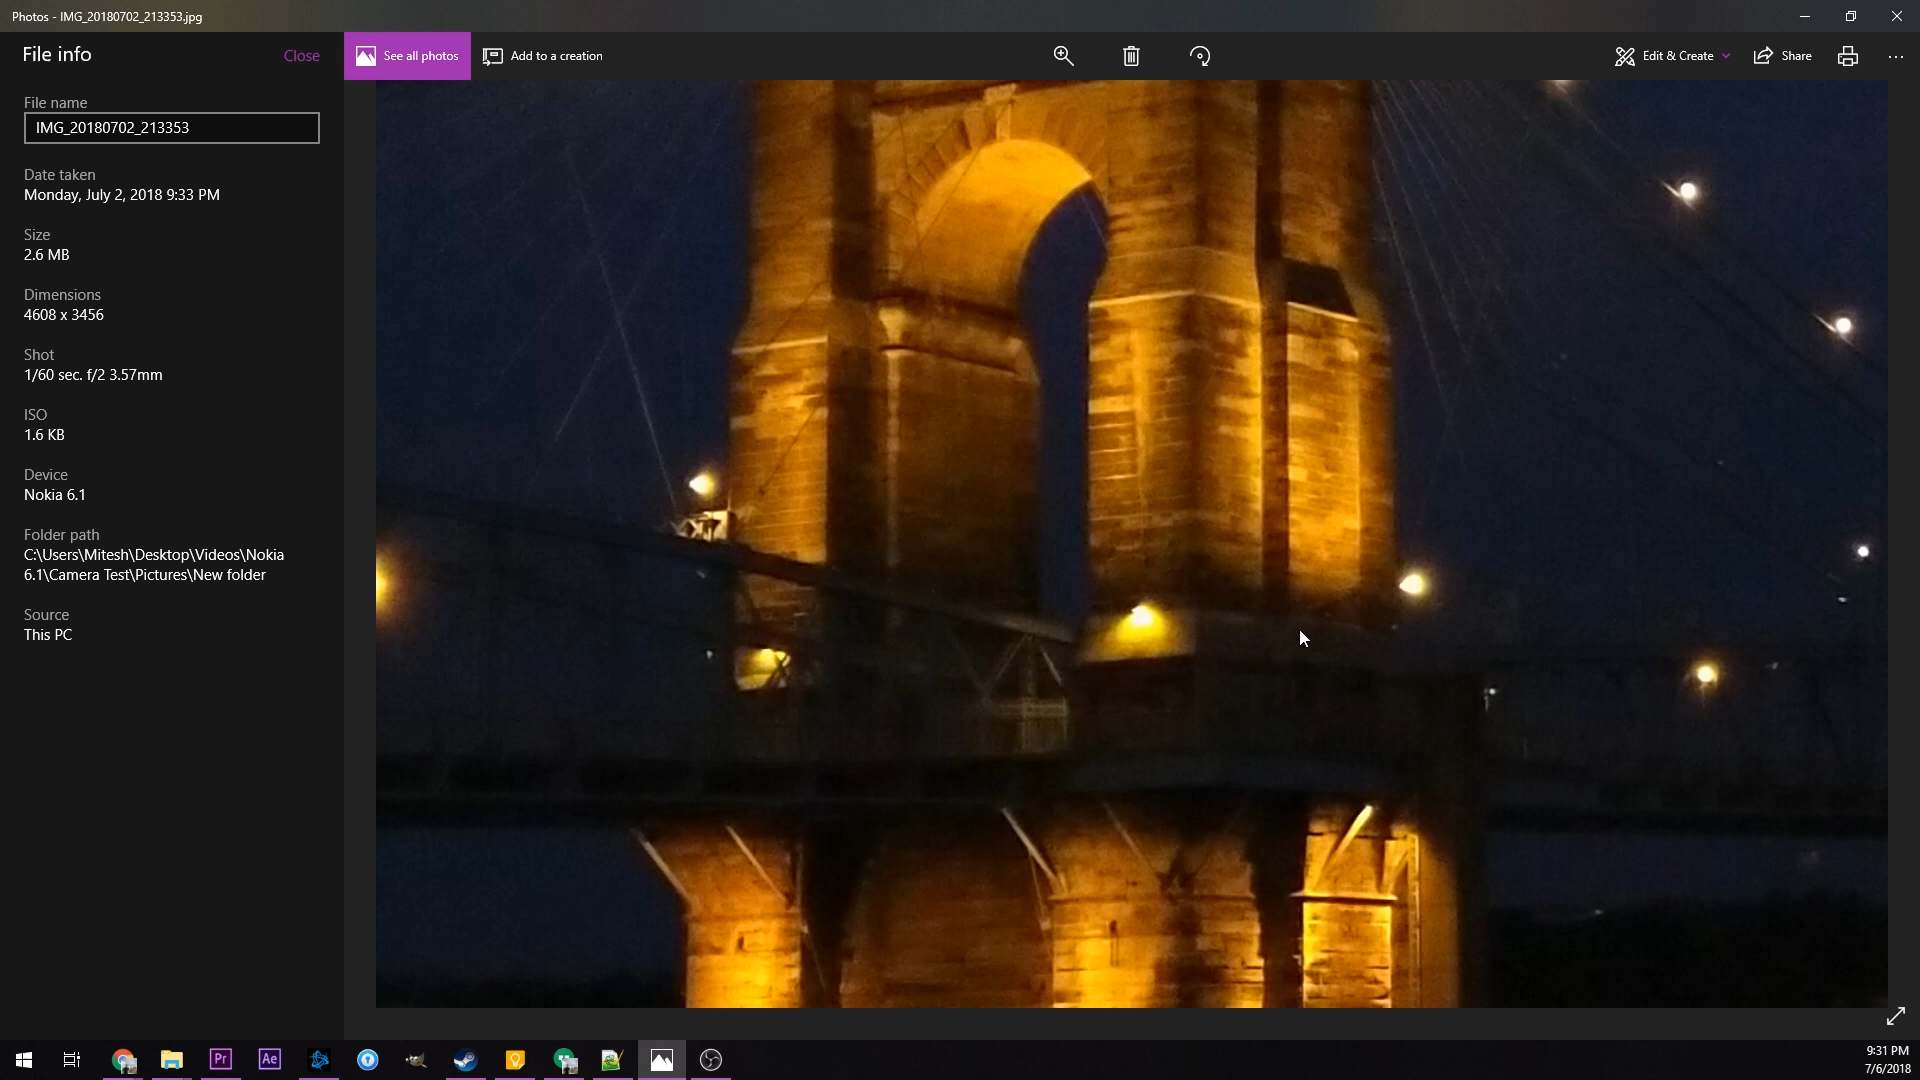 Photos - IMG_20180702_213353.jpg
File info
Close
See all photos
Add to a creation
Edit & Create
Share
File name
IMG_20180702_213353
Date taken
Monday, July 2, 2018 9:33 PM
Size
2.6 MB
Dimensions
4608 x 3456
Shot
1/60 sec. f/2 3.57mm
ISO
1.6 KB
Device
Nokia 6.1
Folder path
C:\Users\Mitesh\Desktop\Videos\Nokia
6.1\Camera Test\Pictures\New folder
Source
This PC
Pr
Ae
9:31 PM
7/6/2018